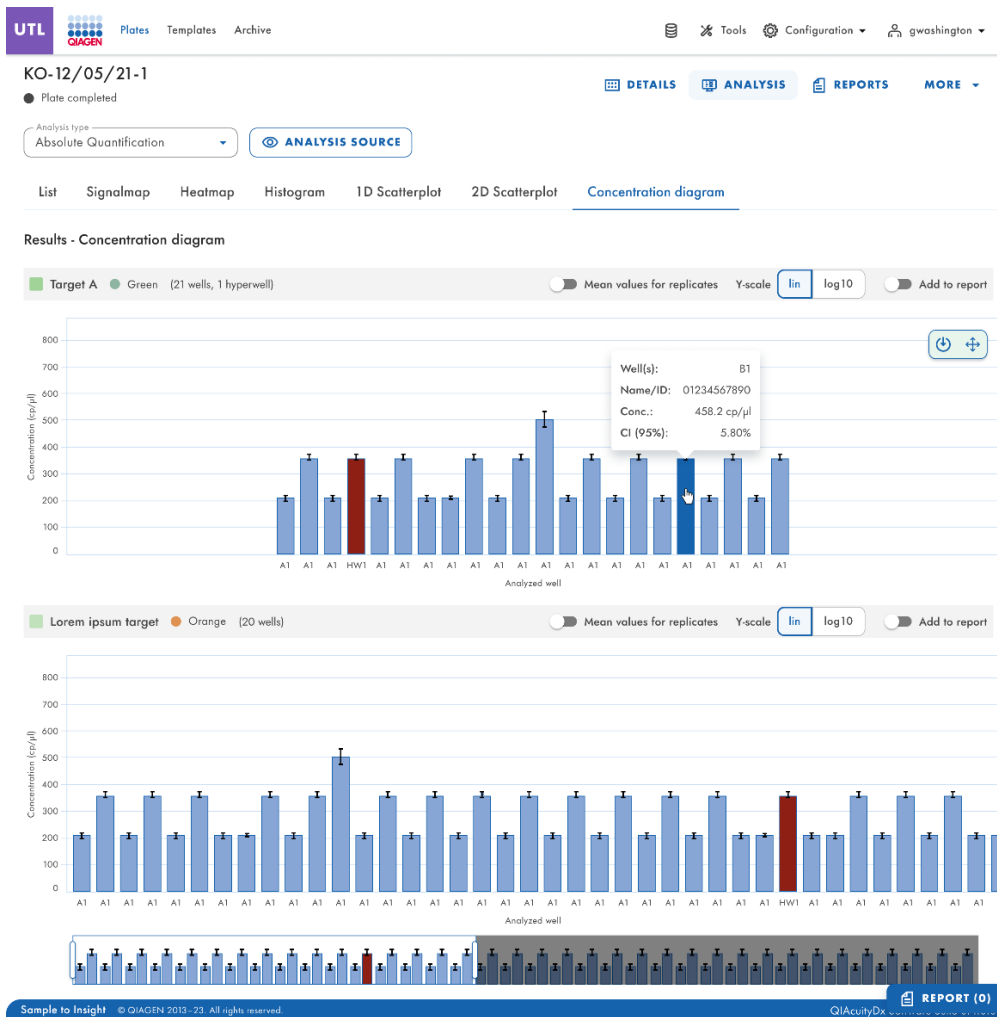 UTL
QIAGEN
Plates Templates Archive
Tools Configuration gwashington
KO-12/05/21-1
Plate completed
DETAILS ANALYSIS REPORTS MORE
Analysis type
Absolute Quantification
ANALYSIS SOURCE
List Signalmap Heatmap Histogram 1D Scatterplot 2D Scatterplot Concentration diagram
Results - Concentration diagram
Target A Green (21 wells, 1 hyperwell) Mean values for replicates Y-scale lin log10 Add to report
Concentration (cp/μl)
800
700
600
500
400
300
200
100
0
Well(s): B1
Name/ID: 01234567890
Conc.: 458.2 cp/μl
CI (95%): 5.80%
A1 A1 A1 HW1 A1 A1 A1 A1 A1 A1 A1 A1 A1 A1 A1 A1 A1 A1 A1 A1 A1 A1
Analyzed well
Lorem ipsum target Orange (20 wells) Mean values for replicates Y-scale lin log10 Add to report
Concentration (cp/μl)
800
700
600
500
400
300
200
100
0
A1 A1 A1 A1 A1 A1 A1 A1 A1 A1 A1 A1 A1 A1 A1 A1 A1 A1 A1 A1 A1 A1 A1 A1 A1 A1 A1 A1 A1 A1 HW1 A1 A1 A1 A1 A1 A1 A1 A1
Analyzed well
Sample to Insight © QIAGEN 2013–23. All rights reserved. QIAcuityDx
REPORT (0)